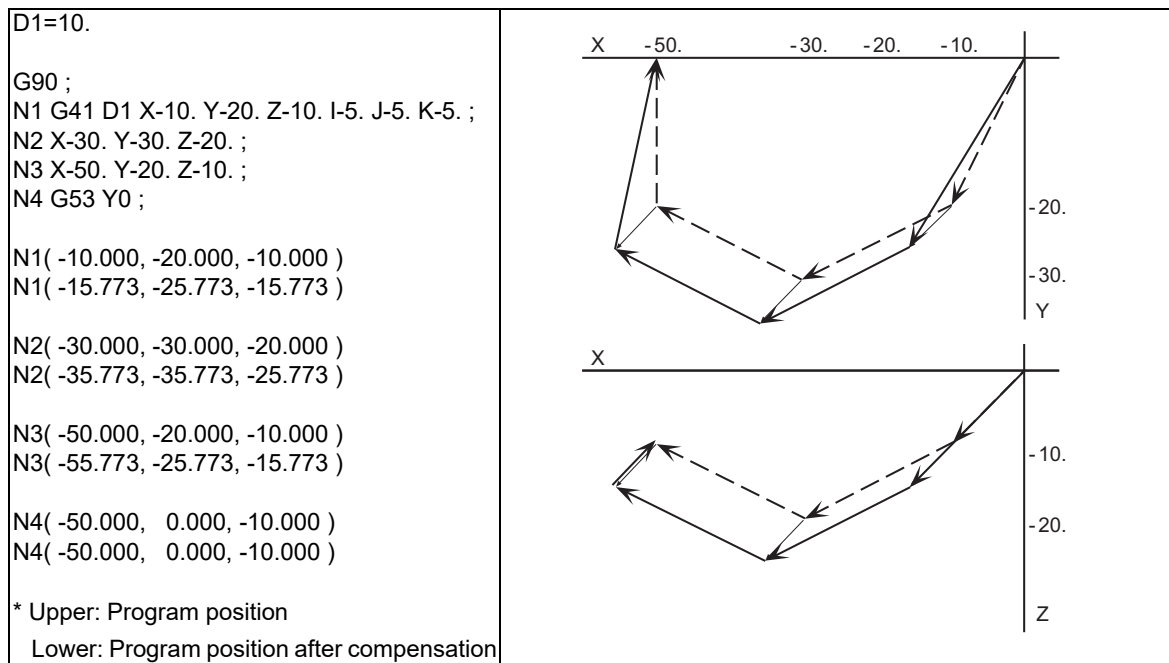 D1=10.
G90 ;
N1 G41 D1 X-10. Y-20. Z-10. I-5. J-5. K-5. ;
N2 X-30. Y-30. Z-20. ;
N3 X-50. Y-20. Z-10. ;
N4 G53 Y0 ;
N1( -10.000, -20.000, -10.000 )
N1( -15.773, -25.773, -15.773 )
N2( -30.000, -30.000, -20.000 )
N2( -35.773, -35.773, -25.773 )
N3( -50.000, -20.000, -10.000 )
N3( -55.773, -25.773, -15.773 )
N4( -50.000, 0.000, -10.000 )
N4( -50.000, 0.000, -10.000 )
* Upper: Program position
Lower: Program position after compensation
X -50. -30. -20. -10.
-20.
-30.
Y
X
-10.
-20.
Z